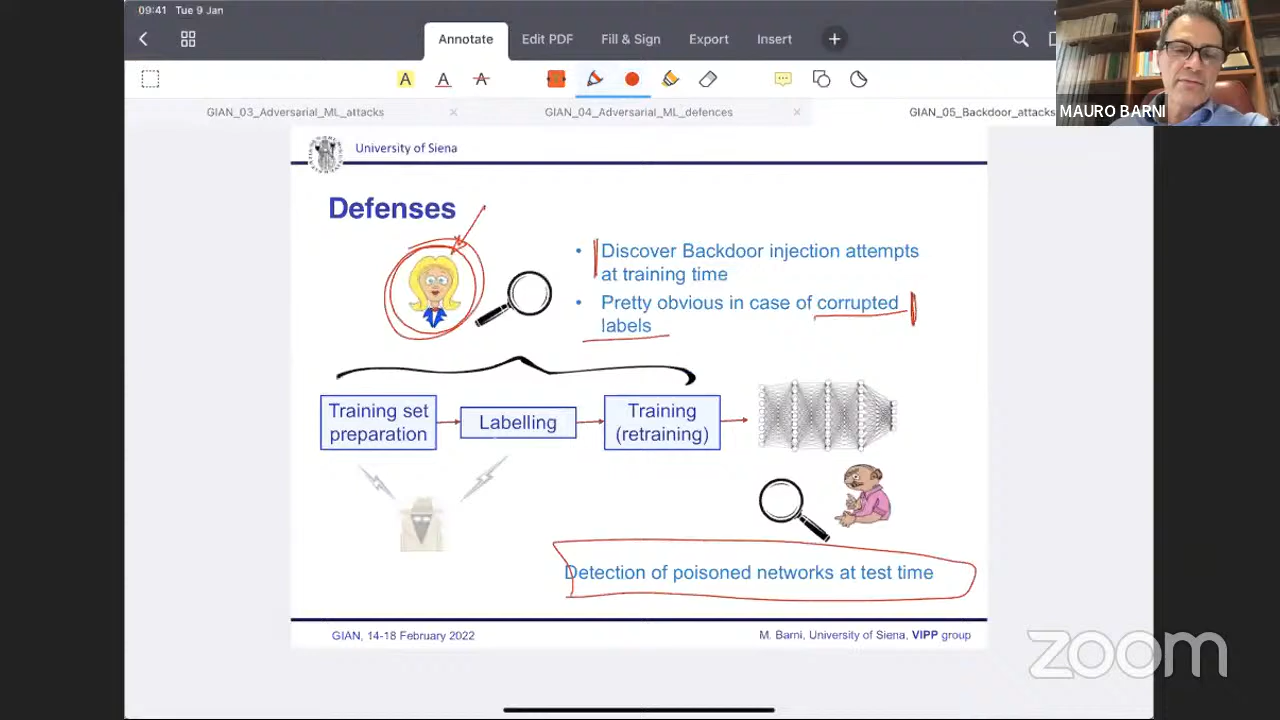 09:41 Tue 9 Jan
Annotate
Edit PDF
Fill & Sign
Export
Insert
MAURO BARNI
A A A
GIAN_03_Adversarial_ML_attacks
GIAN_04_Adversarial_ML_defences
GIAN_05_Backdoor_attacks
University of Siena
Defenses
• Discover Backdoor injection attempts
at training time
• Pretty obvious in case of corrupted
labels
Training set
preparation
Labelling
Training
(retraining)
Detection of poisoned networks at test time
GIAN, 14-18 February 2022
M. Barni, University of Siena, VIPP group
zoom